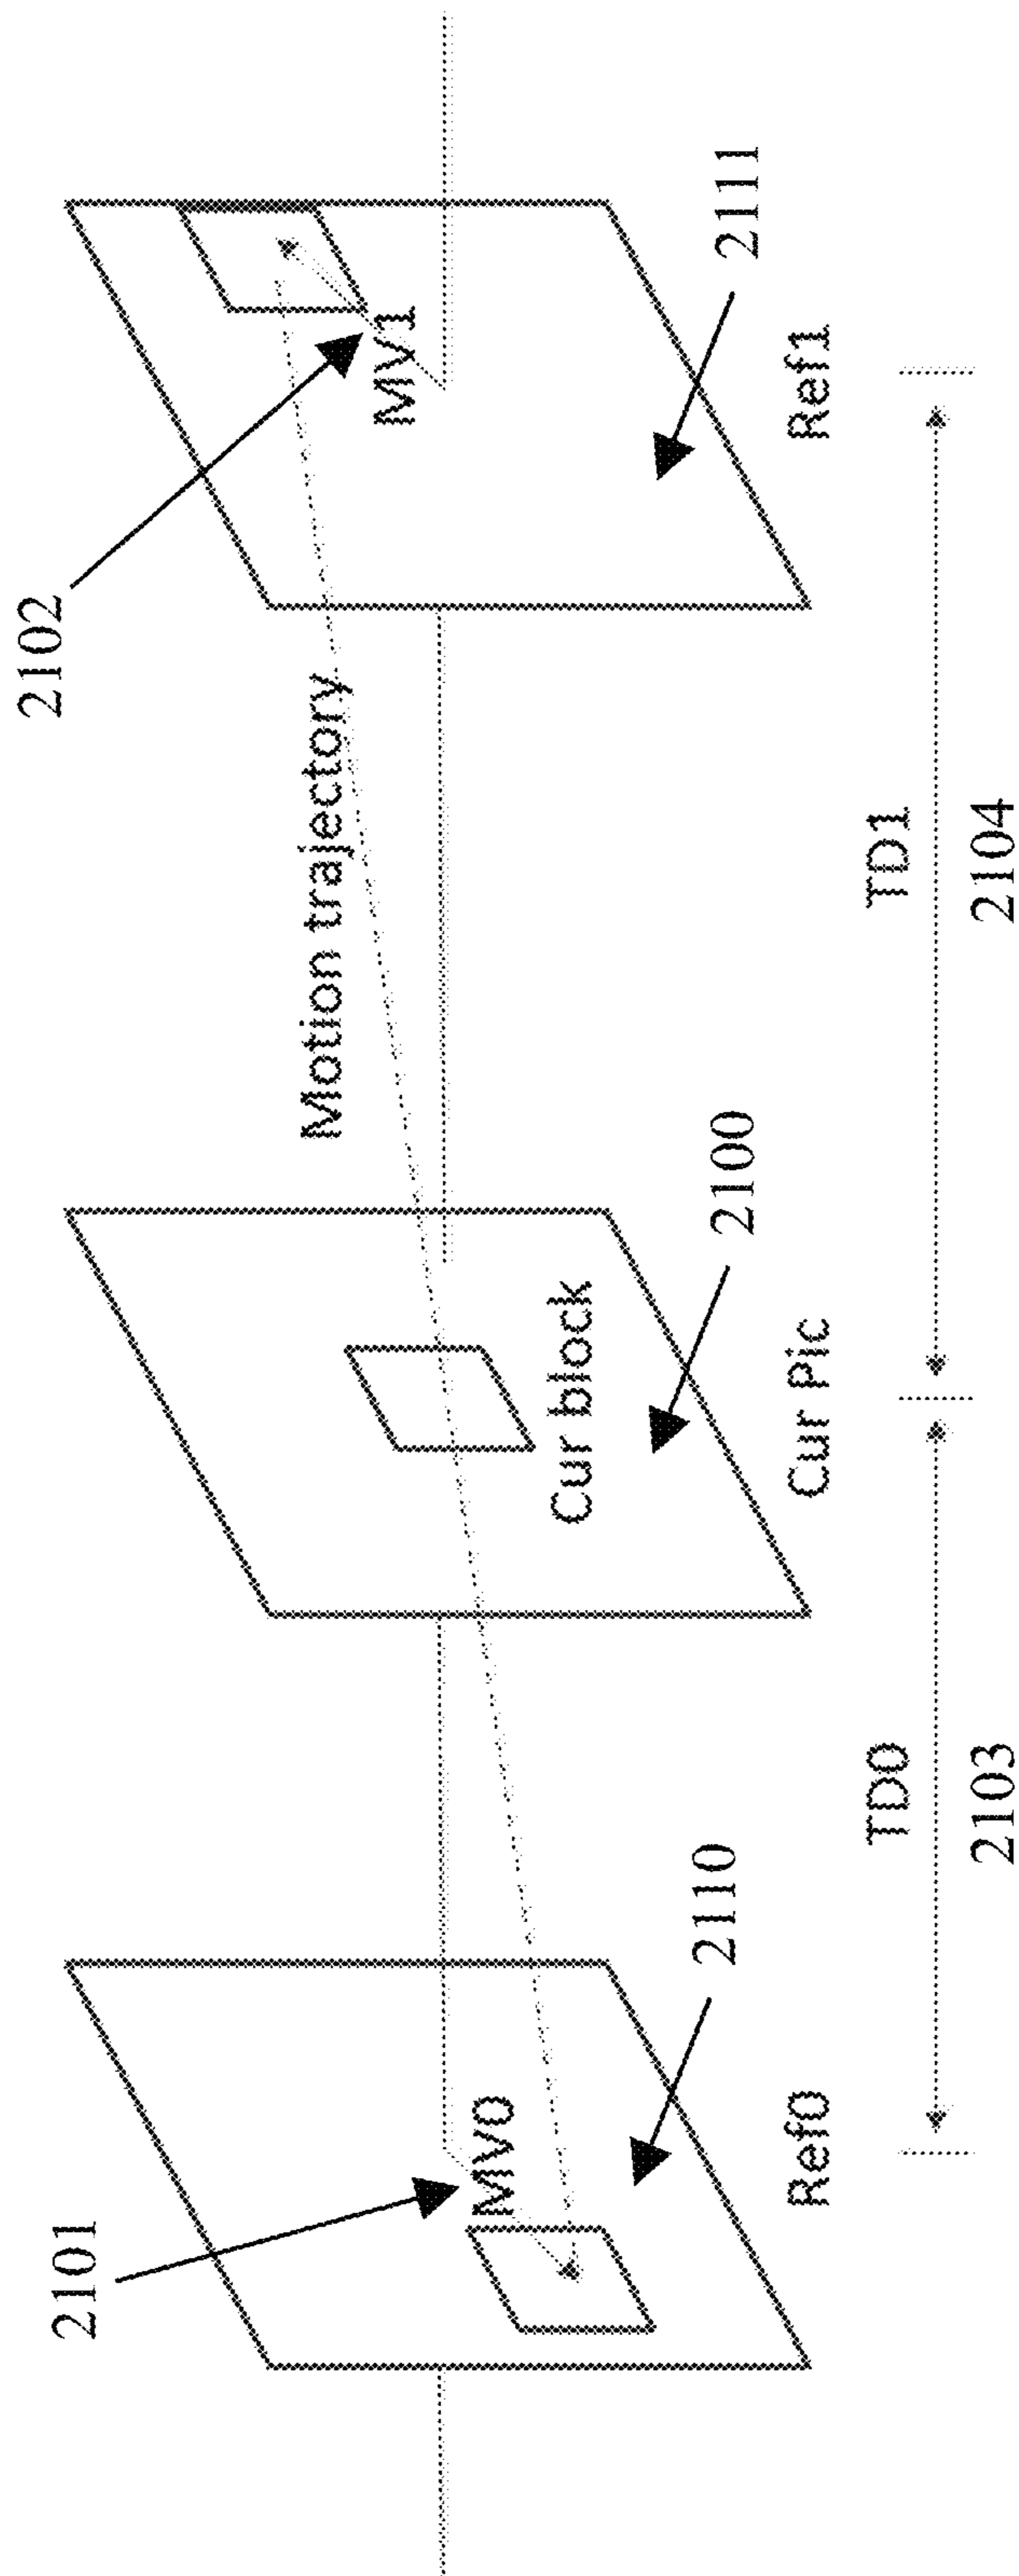 2102
2101
MV1
Motion trajectory
MV0
Cur block
2111
2100
2110
Ref0
Cur Pic
Ref1
TD0
TD1
2103
2104